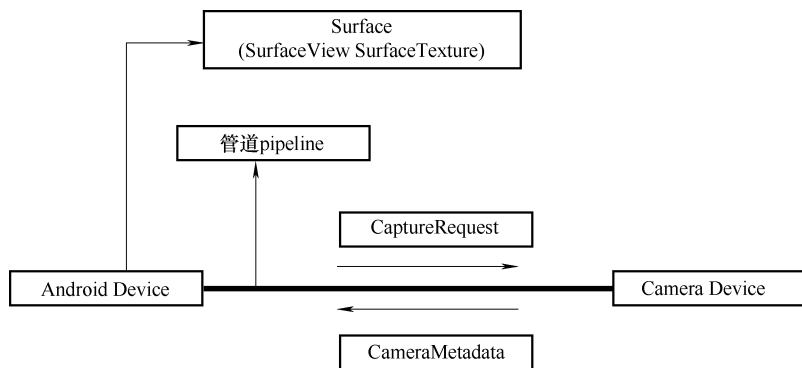 Surface
(SurfaceView SurfaceTexture)
管道pipeline
CaptureRequest
Android Device
Camera Device
CameraMetadata